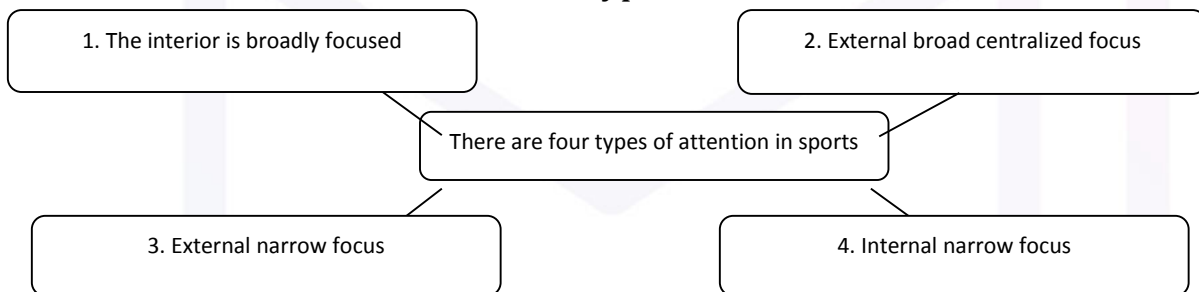 1. The interior is broadly focused
2. External broad centralized focus
There are four types of attention in sports
3. External narrow focus
4. Internal narrow focus